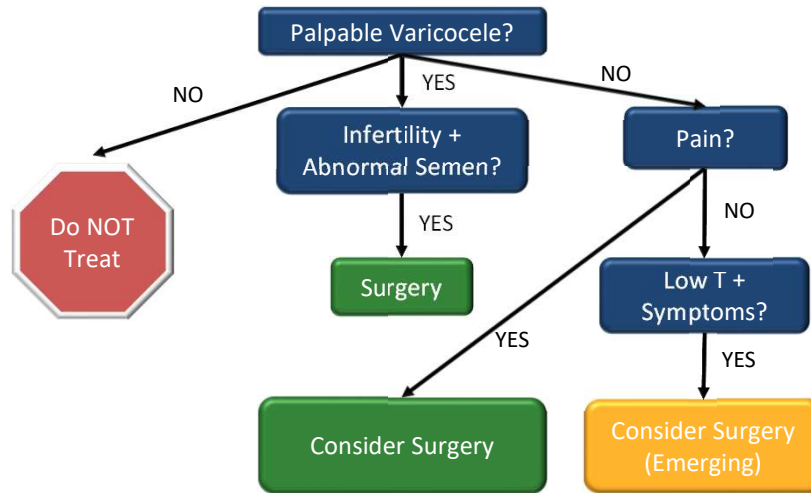 Palpable Varicocele?
NO
YES
NO
Infertility +
Abnormal Semen?
Pain?
Do NOT
Treat
YES
NO
Surgery
Low T +
Symptoms?
YES
YES
Consider Surgery
Consider Surgery
(Emerging)